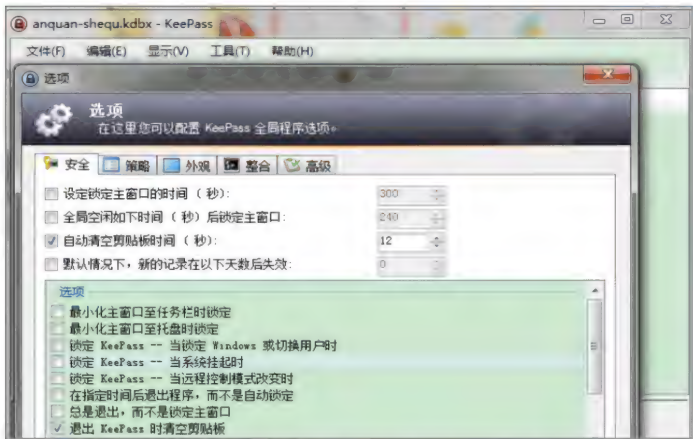 anquan-shequ.kdbx - KeePass
文件(F) 编辑(E) 显示(V) 工具(T) 帮助(H)
选项
选项
在这里您可以配置 KeePass 全局程序选项。
安全 策略 外观 整合 高级
设定锁定主窗口的时间 (秒): 300
全局空闲如下时间 (秒) 后锁定主窗口: 240
自动清空剪贴板时间 (秒): 12
默认情况下，新的记录在以下天数后失效: 0
选项
最小化主窗口至任务栏时锁定
最小化主窗口至托盘时锁定
锁定 KeePass -- 当锁定 Windows 或切换用户时
锁定 KeePass -- 当系统挂起时
锁定 KeePass -- 当远程控制模式改变时
在指定时间后退出程序，而不是自动锁定
总是退出，而不是锁定主窗口
退出 KeePass 时清空剪贴板